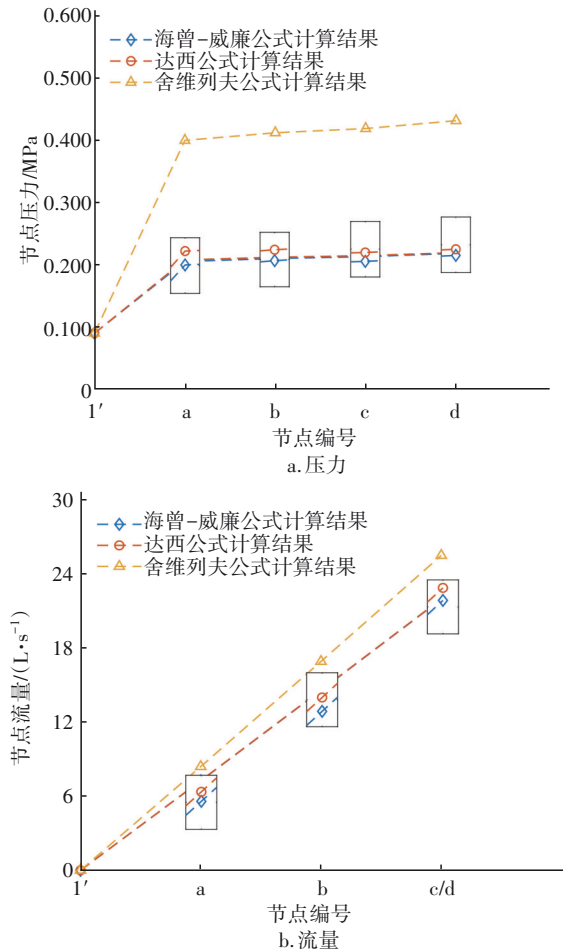 0.600
海曾-威廉公式计算结果
达西公式计算结果
舍维列夫公式计算结果
0.500
0.400
0.300
0.200
0.100
0
节点压力/MPa
1′ a b c d
节点编号
a.压力
30
海曾-威廉公式计算结果
达西公式计算结果
舍维列夫公式计算结果
24
18
12
6
0
节点流量/(L·s⁻¹)
1′ a b c/d
节点编号
b.流量